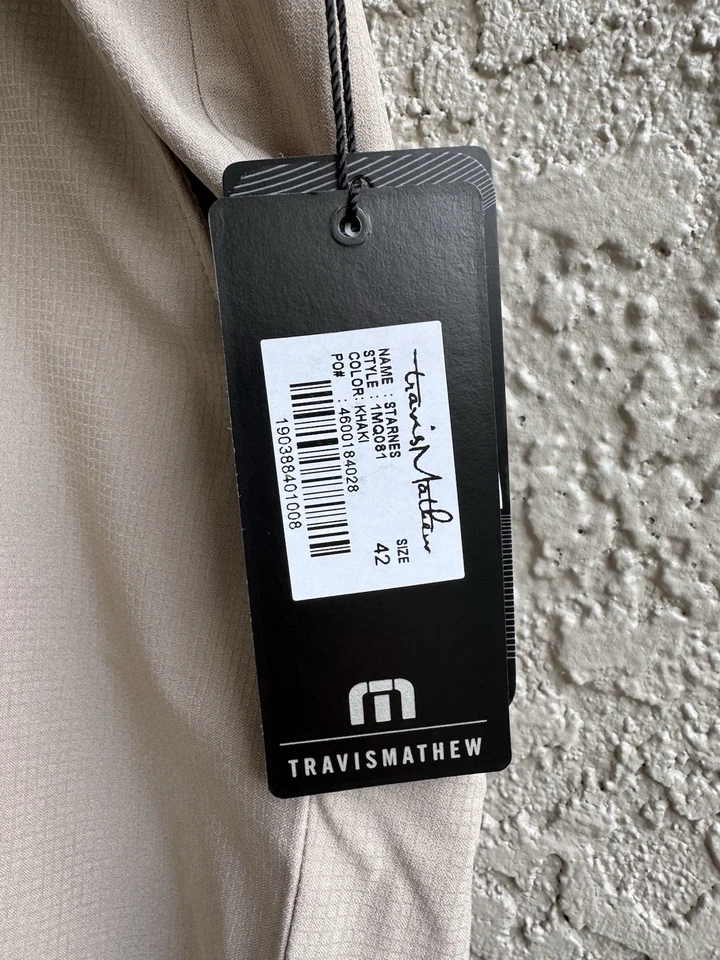 travisMathew
NAME : STARNES
STYLE : 1MQ081
COLOR: KHAKI
PO# : 4600184028
SIZE
42
190388401008
TRAVISMATHEW